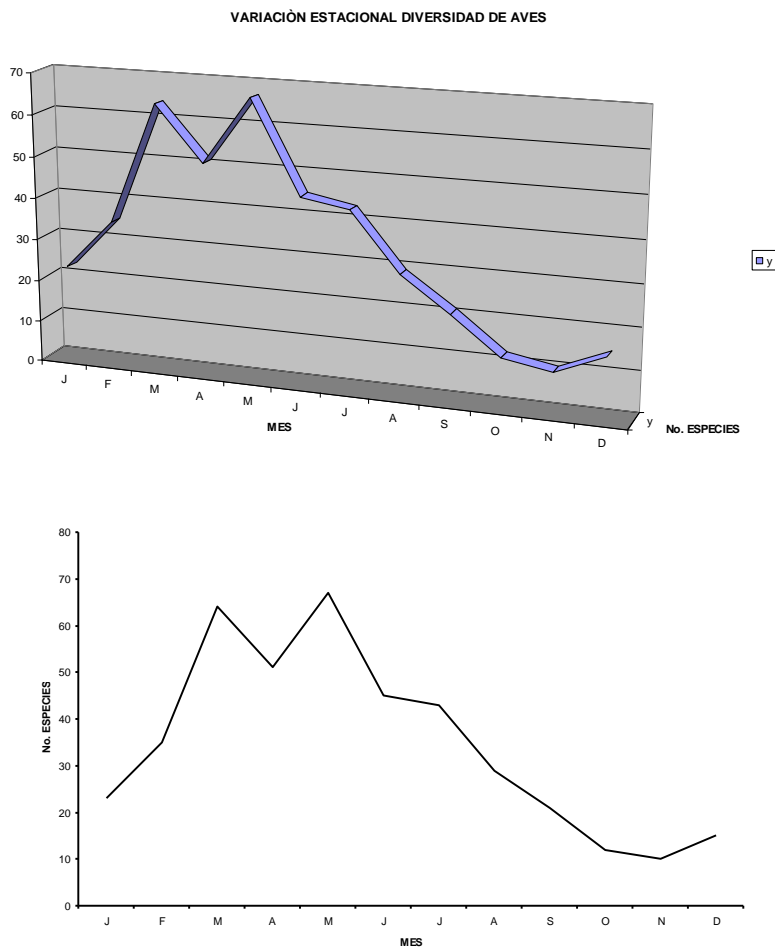 VARIACIÒN ESTACIONAL DIVERSIDAD DE AVES
70
60
50
40
30
20
10
0
J
F
M
A
M
J
J
A
S
O
N
D
MES
y
No. ESPECIES
y
80
70
60
50
40
30
20
10
0
No. ESPECIES
J F M A M J J A S O N D
MES